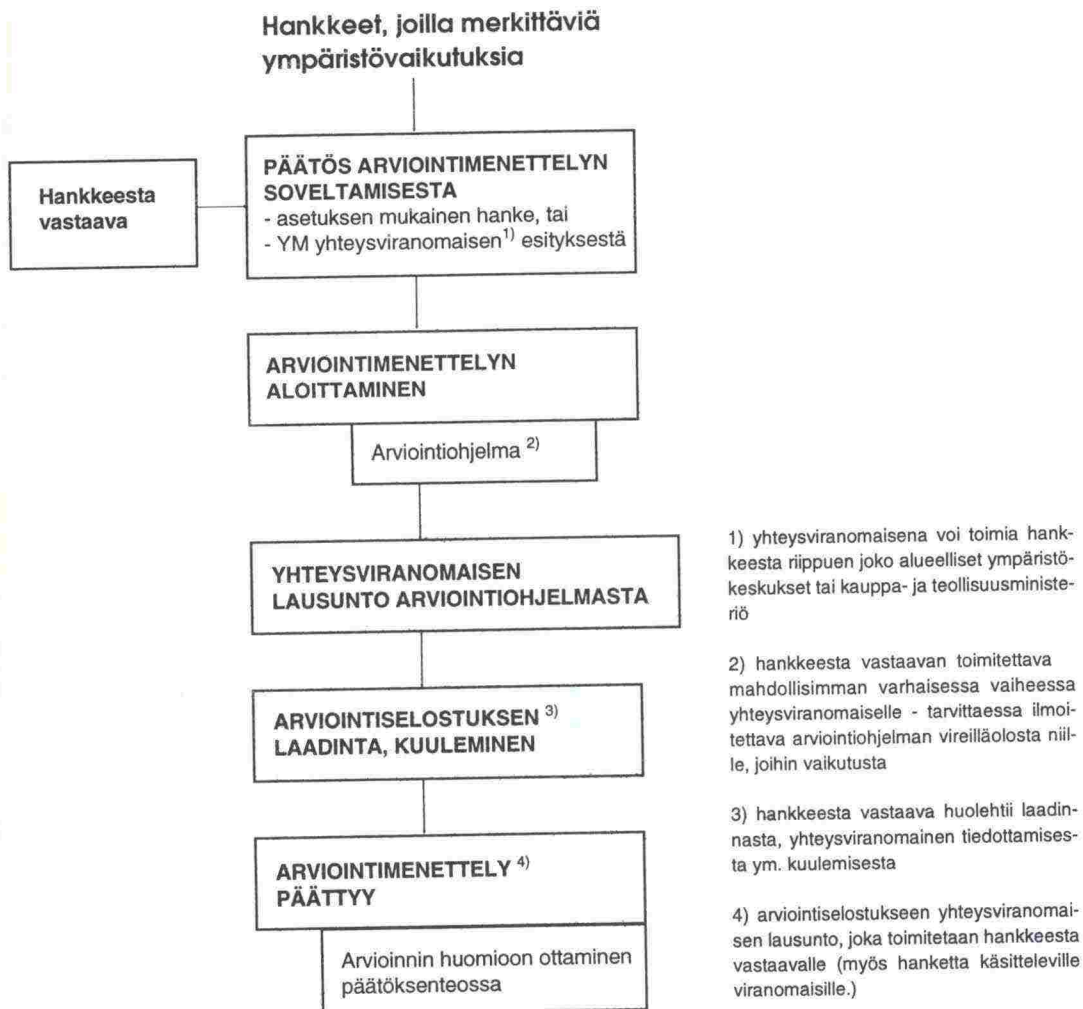 Hankkeet, joilla merkittäviä
ympäristövaikutuksia
Hankkeesta
vastaava
PÄÄTÖS ARVIOINTIMENETTELYN
SOVELTAMISESTA
- asetuksen mukainen hanke, tai
- YM yhteysviranomaisen1) esityksestä
ARVIOINTIMENETTELYN
ALOITTAMINEN
Arviointiohjelma 2)
YHTEYSVIRANOMAISEN
LAUSUNTO ARVIOINTIOHJELMASTA
ARVIOINTISELOSTUKSEN 3)
LAADINTA, KUULEMINEN
ARVIOINTIMENETTELY 4)
PÄÄTTYY
Arvioinnin huomioon ottaminen
päätöksenteossa
1) yhteysviranomaisena voi toimia hank-
keesta riippuen joko alueelliset ympäristö-
keskukset tai kauppa- ja teollisuusministe-
riö
2) hankkeesta vastaavan toimitettava
mahdollisimman varhaisessa vaiheessa
yhteysviranomaiselle - tarvittaessa ilmoi-
tettava arviointiohjelman vireilläolosta niil-
le, joihin vaikutusta
3) hankkeesta vastaava huolehtii laadin-
nasta, yhteysviranomainen tiedottamises-
ta ym. kuulemisesta
4) arviointiselostukseen yhteysviranomai-
sen lausunto, joka toimitetaan hankkeesta
vastaavalle (myös hanketta käsitteleville
viranomaisille.)